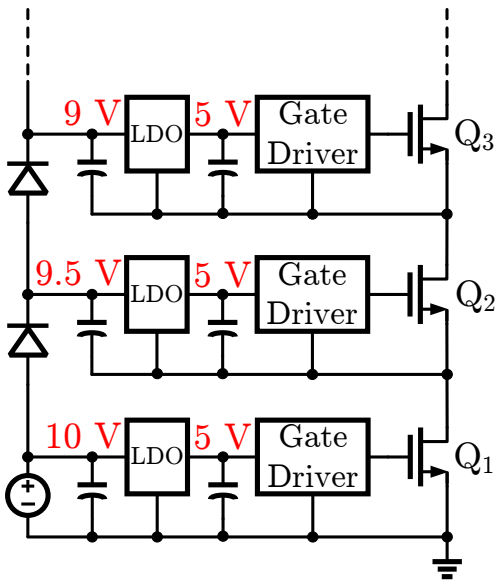 9 V LDO 5 V Gate Driver Q3
9.5 V LDO 5 V Gate Driver Q2
10 V LDO 5 V Gate Driver Q1